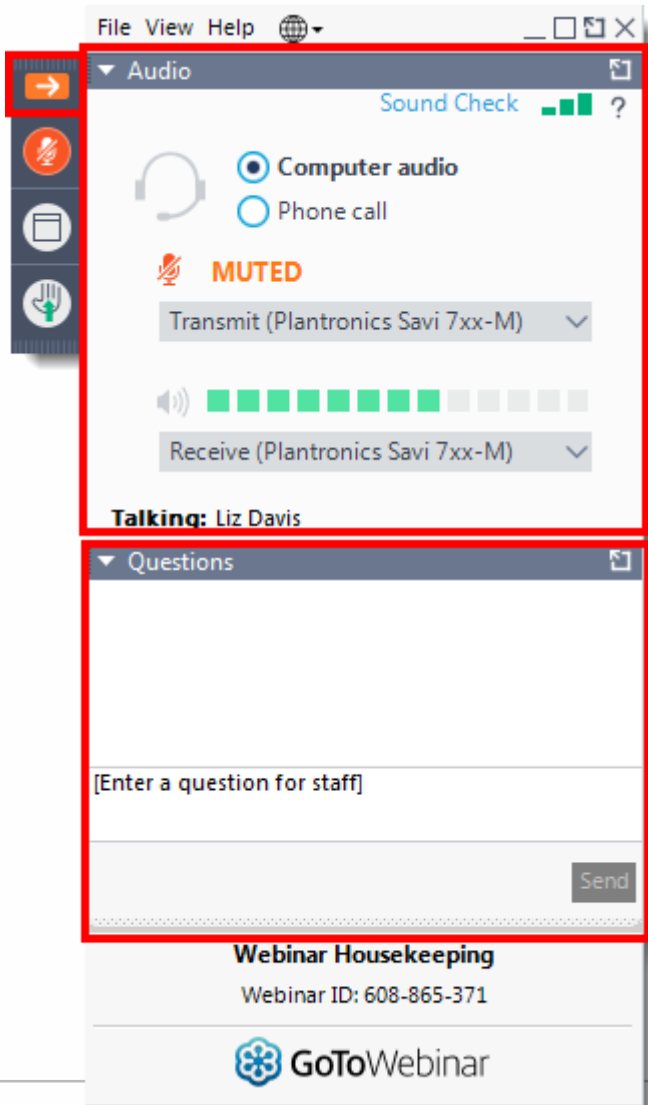 File View Help
Audio
Sound Check ?
Computer audio
Phone call
MUTED
Transmit (Plantronics Savi 7xx-M)
Receive (Plantronics Savi 7xx-M)
Talking: Liz Davis
Questions
[Enter a question for staff]
Send
Webinar Housekeeping
Webinar ID: 608-865-371
GoToWebinar